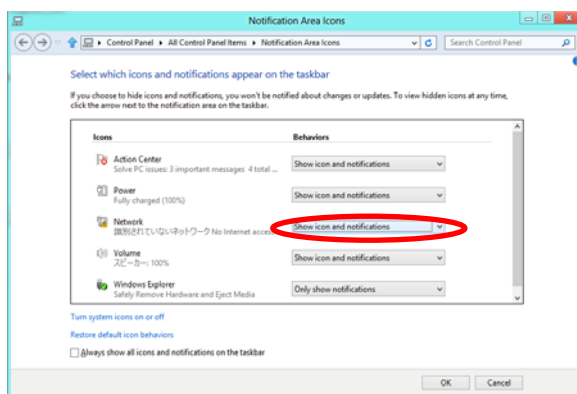 Notification Area Icons
Control Panel ▸ All Control Panel Items ▸ Notification Area Icons
Search Control Panel
Select which icons and notifications appear on the taskbar
If you choose to hide icons and notifications, you won't be notified about changes or updates. To view hidden icons at any time,
click the arrow next to the notification area on the taskbar.
Icons Behaviors
Action Center
Solve PC issues: 3 important messages 4 total ...
Show icon and notifications
Power
Fully charged (100%)
Show icon and notifications
Network
識別されていないネットワーク No Internet access
Show icon and notifications
Volume
スピーカー: 100%
Show icon and notifications
Windows Explorer
Safely Remove Hardware and Eject Media
Only show notifications
Turn system icons on or off
Restore default icon behaviors
Always show all icons and notifications on the taskbar
OK Cancel